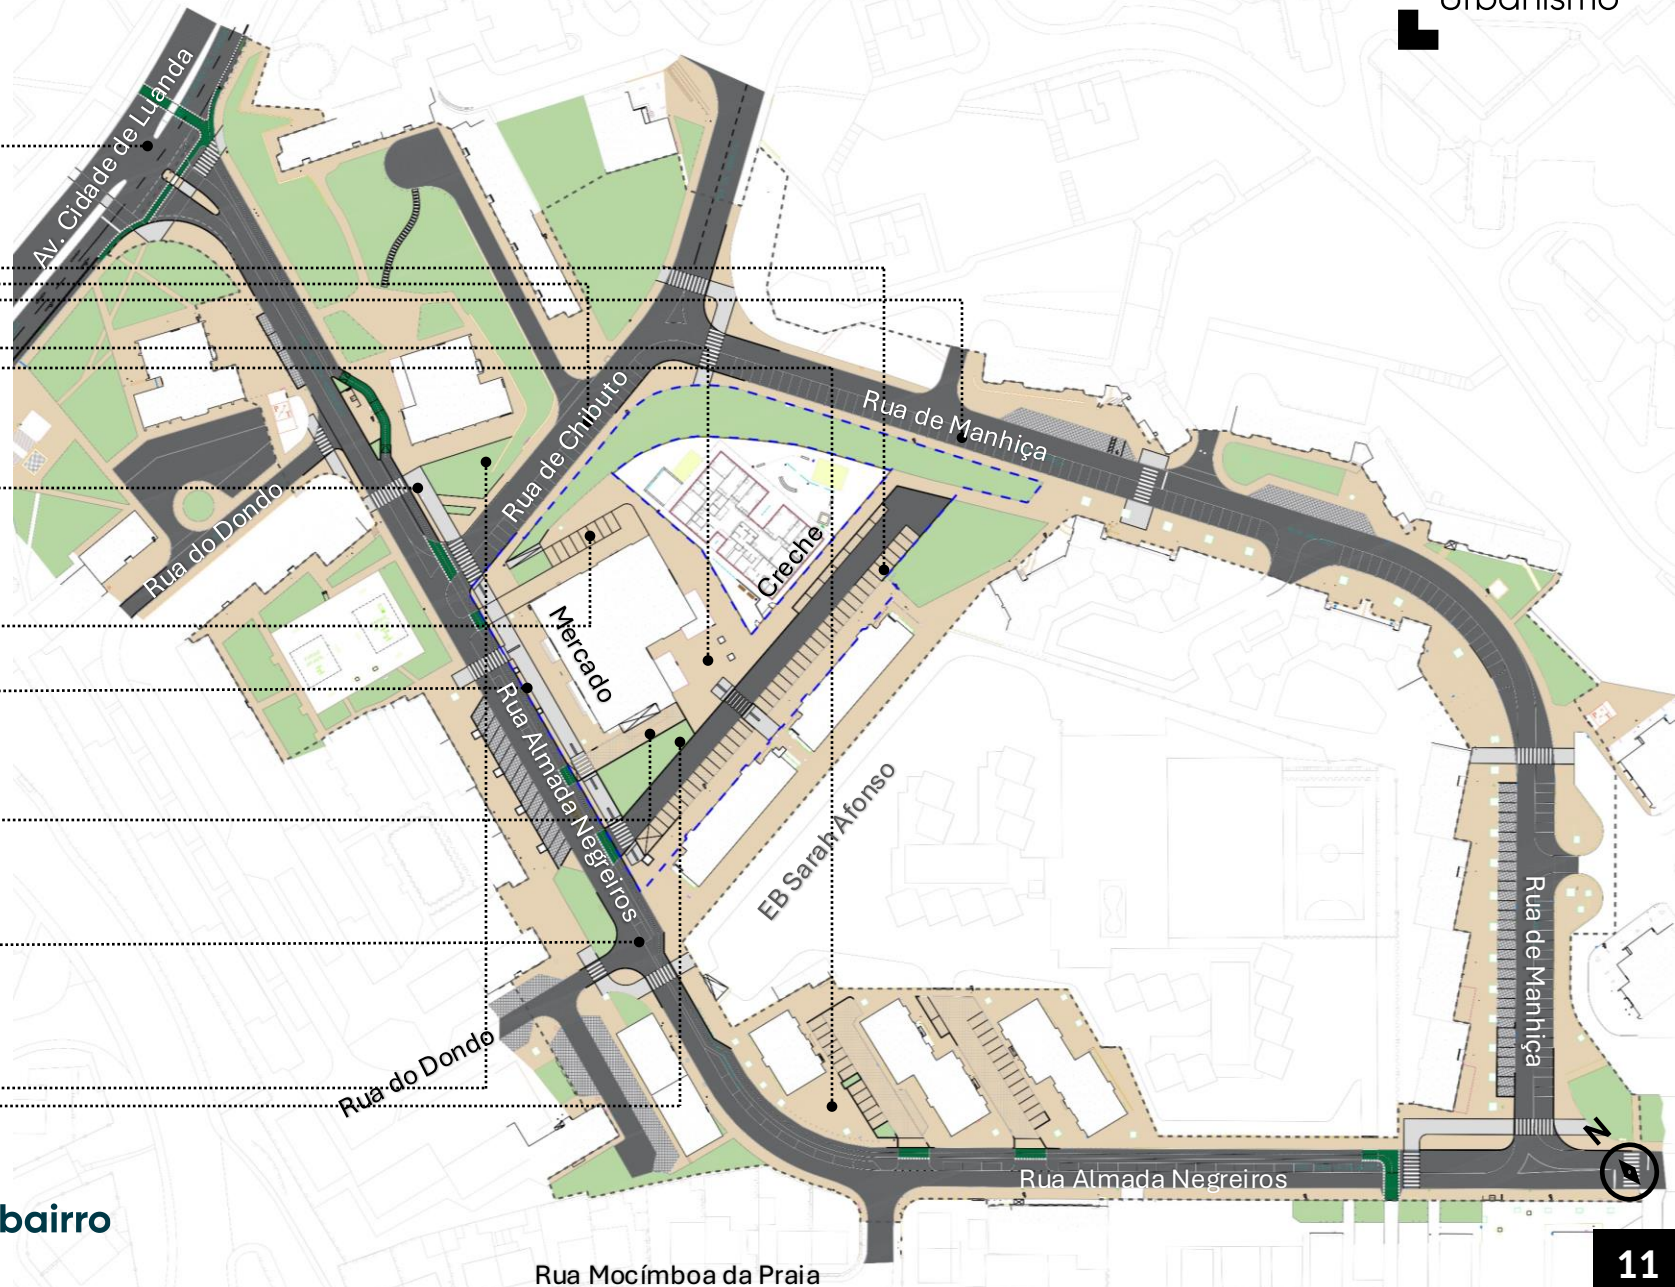 Urbanismo
Av. Cidade de Luanda
Rua de Chibuto
Rua de Manhiça
Rua do Dondo
Creche
Mercado
Rua Almada Negreiros
EB Sarah Afonso
Rua de Manhiça
Rua do Dondo
N
Rua Almada Negreiros
bairro
11
Rua Mocímboa da Praia